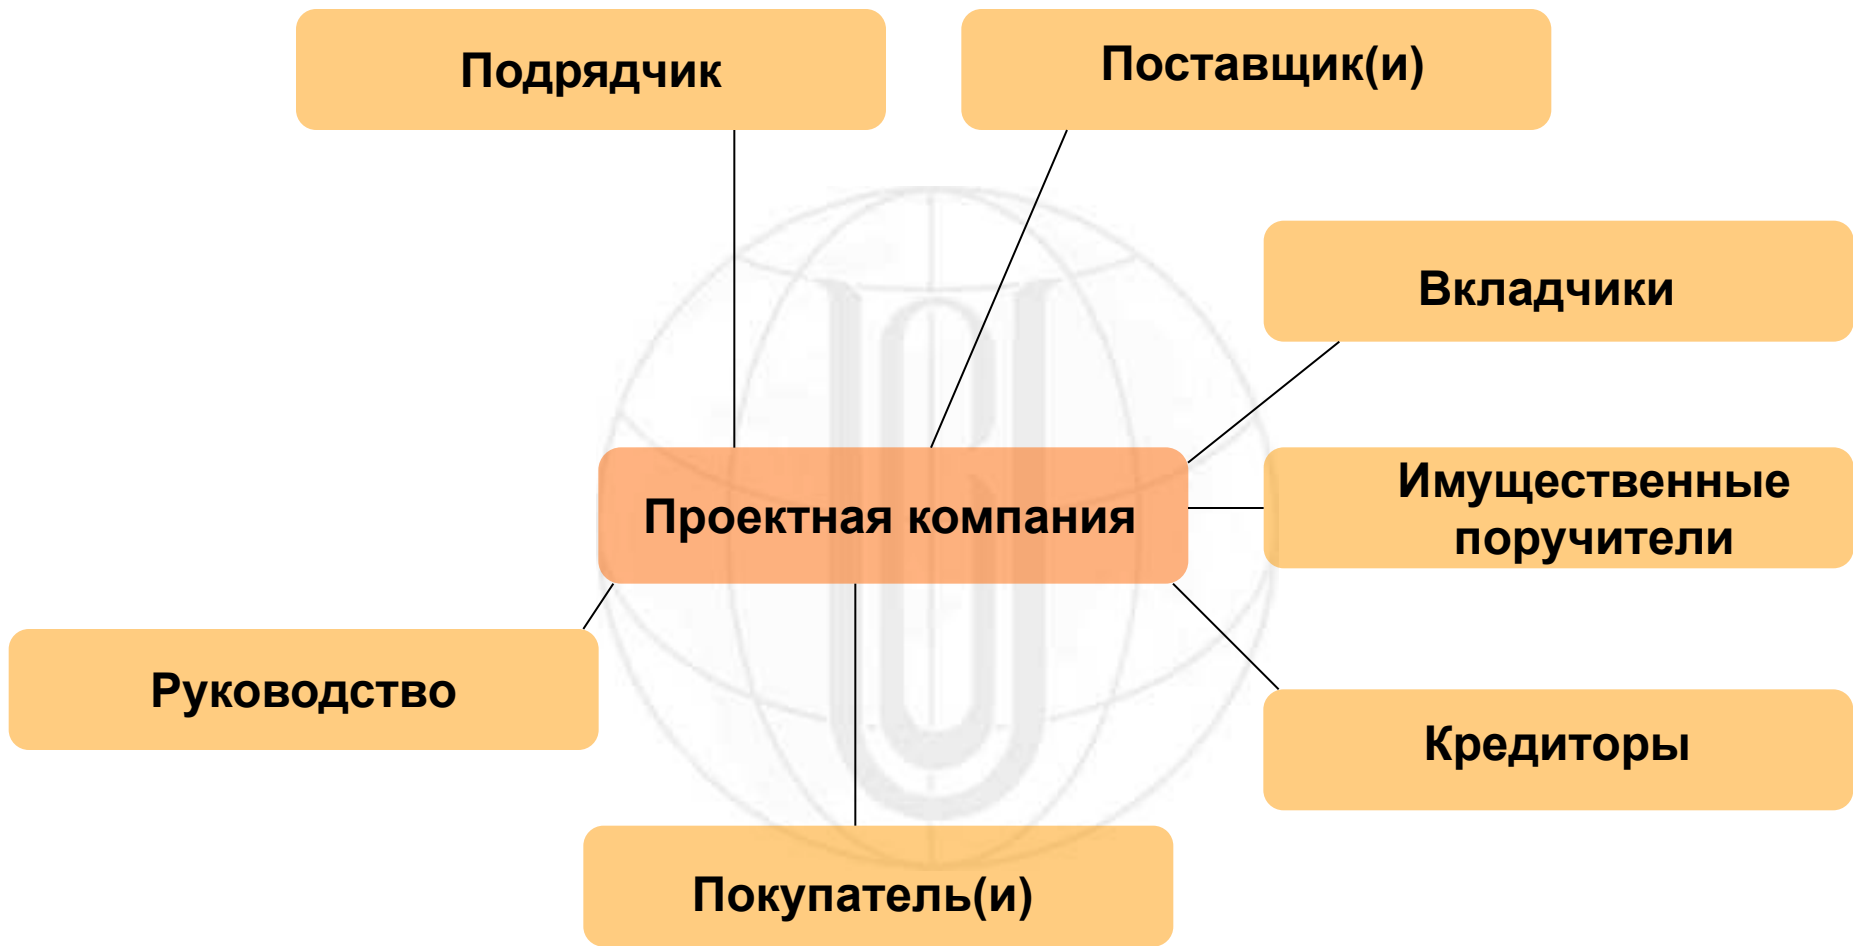 Подрядчик
Поставщик(и)
Вкладчики
Имущественные
поручители
Проектная компания
Руководство
Кредиторы
Покупатель(и)